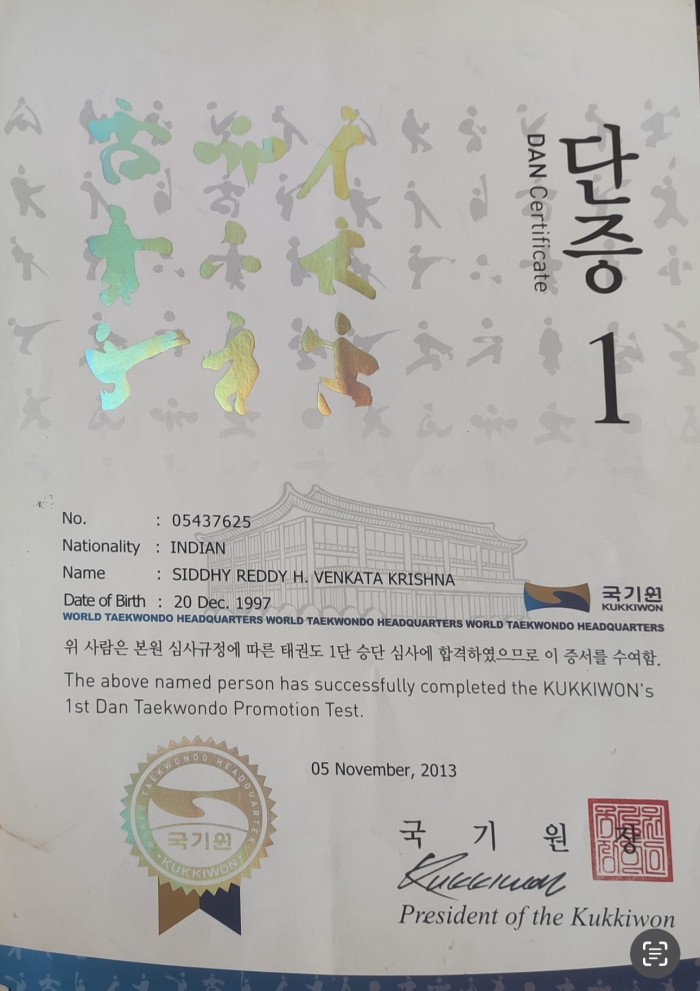 단증
DAN Certificate
1
No. : 05437625
Nationality : INDIAN
Name : SIDDHY REDDY H. VENKATA KRISHNA
Date of Birth : 20 Dec. 1997
국기원
KUKKIWON
WORLD TAEKWONDO HEADQUARTERS WORLD TAEKWONDO HEADQUARTERS WORLD TAEKWONDO HEADQUARTERS
위 사람은 본원 심사규정에 따른 태권도 1단 승단 심사에 합격하였으므로 이 증서를 수여함.
The above named person has successfully completed the KUKKIWON's
1st Dan Taekwondo Promotion Test.
05 November, 2013
TAEKWONDO HEADQUARTERS
국기원
KUKKIWON
국 기 원 장
Kukkiwon
President of the Kukkiwon